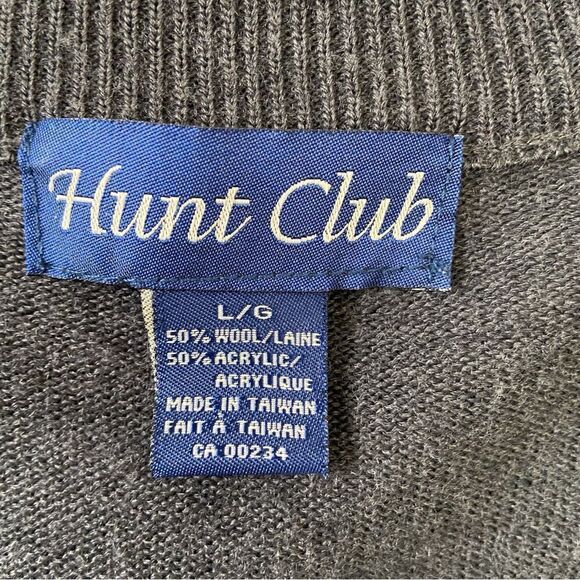 Hunt Club
L/G
50% WOOL/LAINE
50% ACRYLIC/
ACRYLIQUE
MADE IN TAIWAN
FAIT À TAIWAN
CA 00234